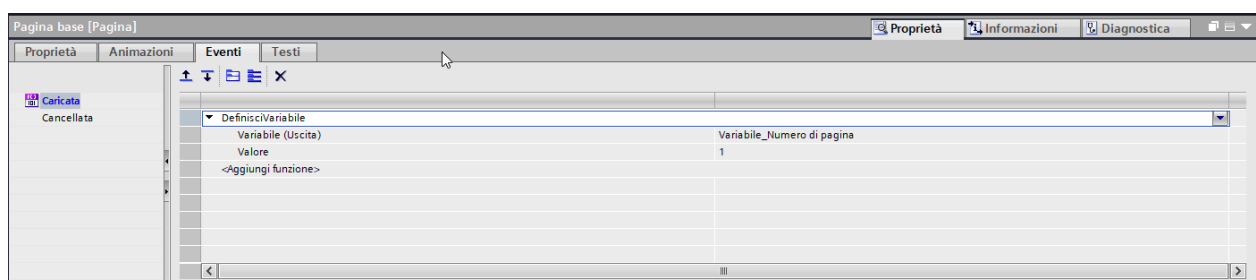 Pagina base [Pagina] Proprietà Informazioni Diagnostica
Proprietà Animazioni Eventi Testi
Caricata
Cancellata
DefinisciVariabile
Variabile (Uscita) Variabile_Numero di pagina
Valore 1
<Aggiungi funzione>